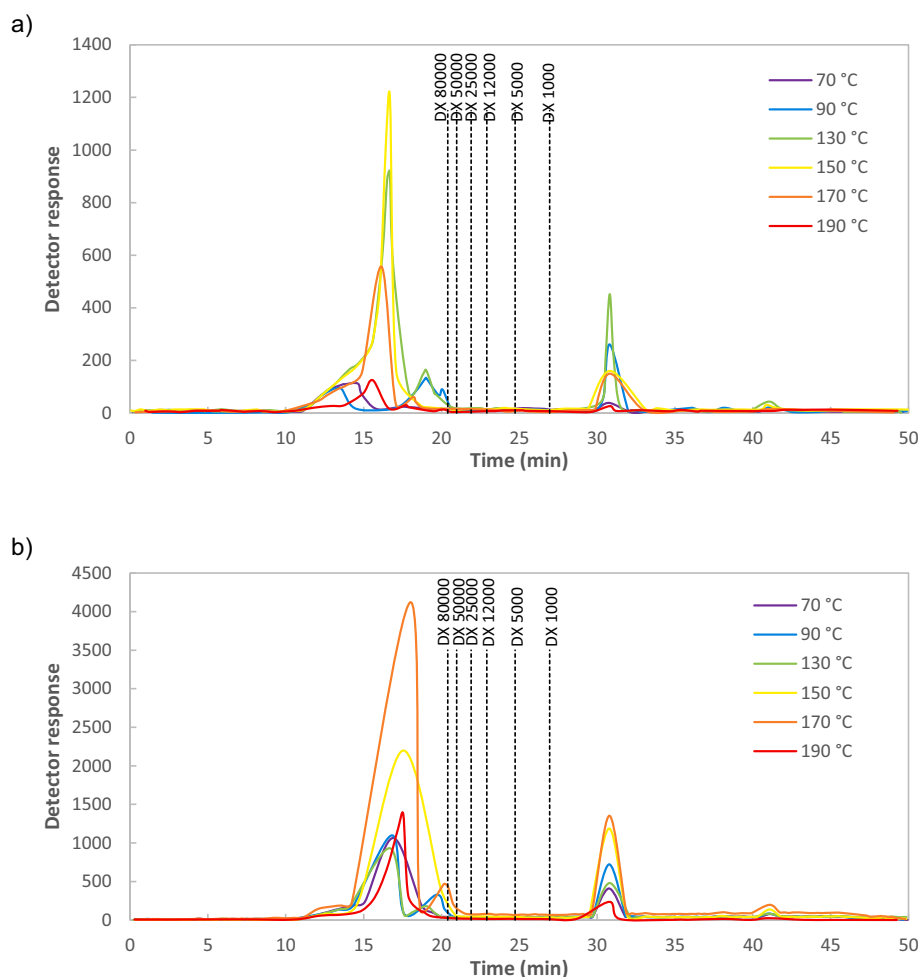 a)
1400
1200
1000
800
600
400
200
0
Detector response
DX 80000
DX 50000
DX 25000
DX 12000
DX 5000
DX 1000
70 °C
90 °C
130 °C
150 °C
170 °C
190 °C
0 5 10 15 20 25 30 35 40 45 50
Time (min)
b)
4500
4000
3500
3000
2500
2000
1500
1000
500
0
Detector response
DX 80000
DX 50000
DX 25000
DX 12000
DX 5000
DX 1000
70 °C
90 °C
130 °C
150 °C
170 °C
190 °C
0 5 10 15 20 25 30 35 40 45 50
Time (min)